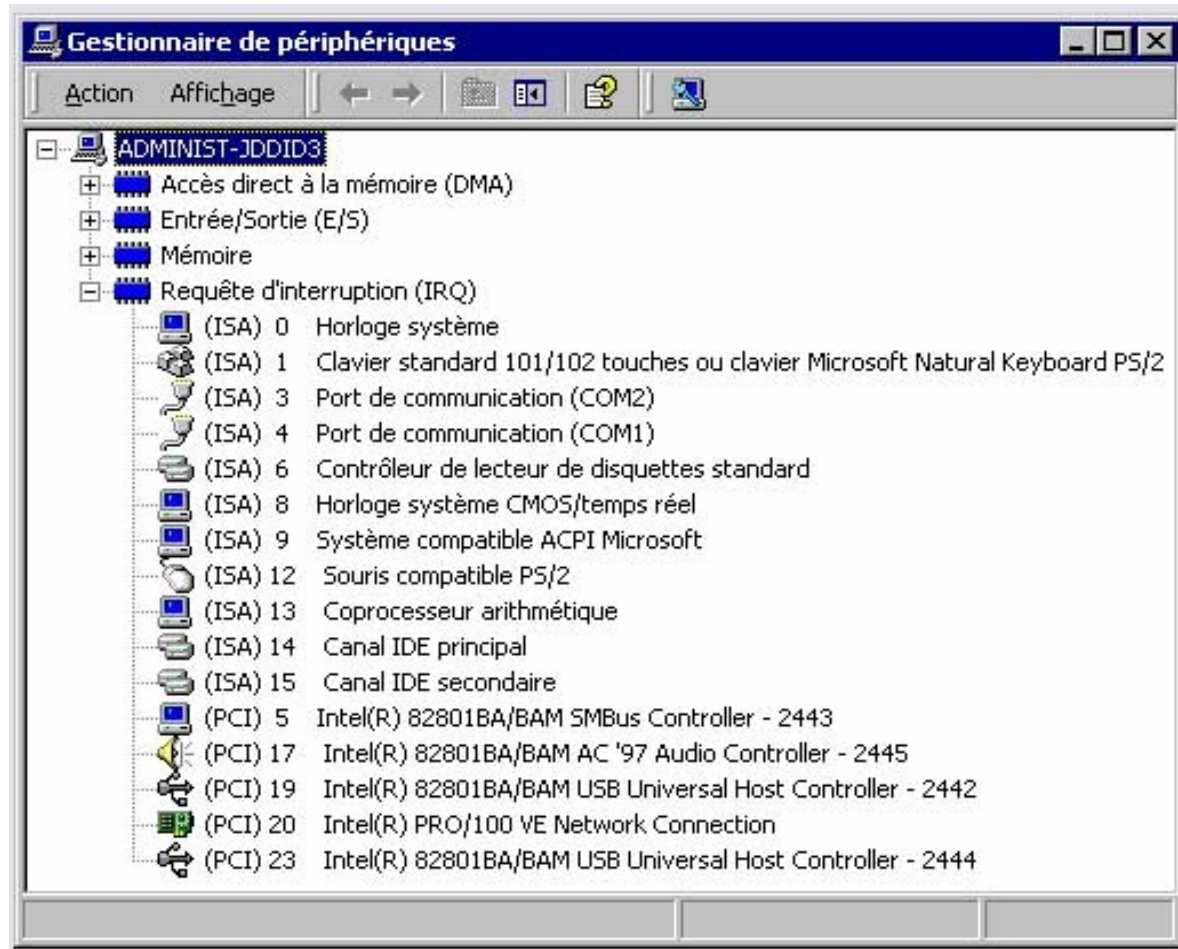 Gestionnaire de périphériques
Action Affichage
ADMINIST-JDDID3
Accès direct à la mémoire (DMA)
Entrée/Sortie (E/S)
Mémoire
Requête d'interruption (IRQ)
(ISA) 0 Horloge système
(ISA) 1 Clavier standard 101/102 touches ou clavier Microsoft Natural Keyboard PS/2
(ISA) 3 Port de communication (COM2)
(ISA) 4 Port de communication (COM1)
(ISA) 6 Contrôleur de lecteur de disquettes standard
(ISA) 8 Horloge système CMOS/temps réel
(ISA) 9 Système compatible ACPI Microsoft
(ISA) 12 Souris compatible PS/2
(ISA) 13 Coprocesseur arithmétique
(ISA) 14 Canal IDE principal
(ISA) 15 Canal IDE secondaire
(PCI) 5 Intel(R) 82801BA/BAM SMBus Controller - 2443
(PCI) 17 Intel(R) 82801BA/BAM AC '97 Audio Controller - 2445
(PCI) 19 Intel(R) 82801BA/BAM USB Universal Host Controller - 2442
(PCI) 20 Intel(R) PRO/100 VE Network Connection
(PCI) 23 Intel(R) 82801BA/BAM USB Universal Host Controller - 2444